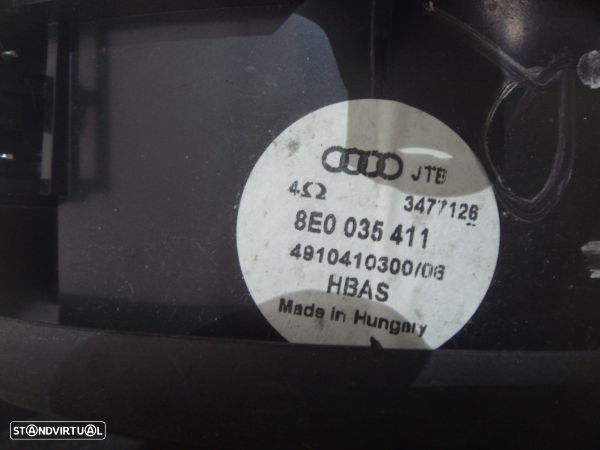 JTB
4Ω 3477126
8E0 035 411
4910410300/06
HBAS
Made in Hungary
STANDVIRTUAL